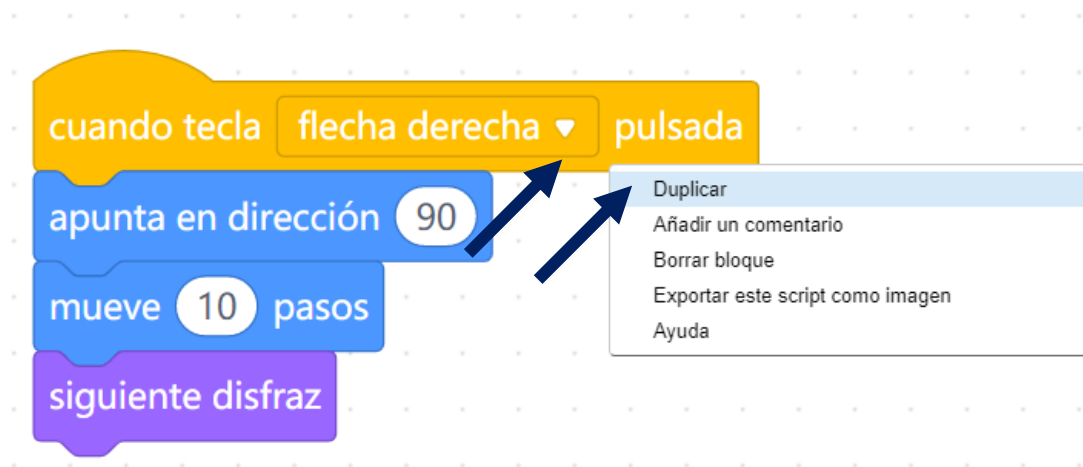 cuando tecla flecha derecha pulsada
apunta en dirección 90
mueve 10 pasos
siguiente disfraz
Duplicar
Añadir un comentario
Borrar bloque
Exportar este script como imagen
Ayuda